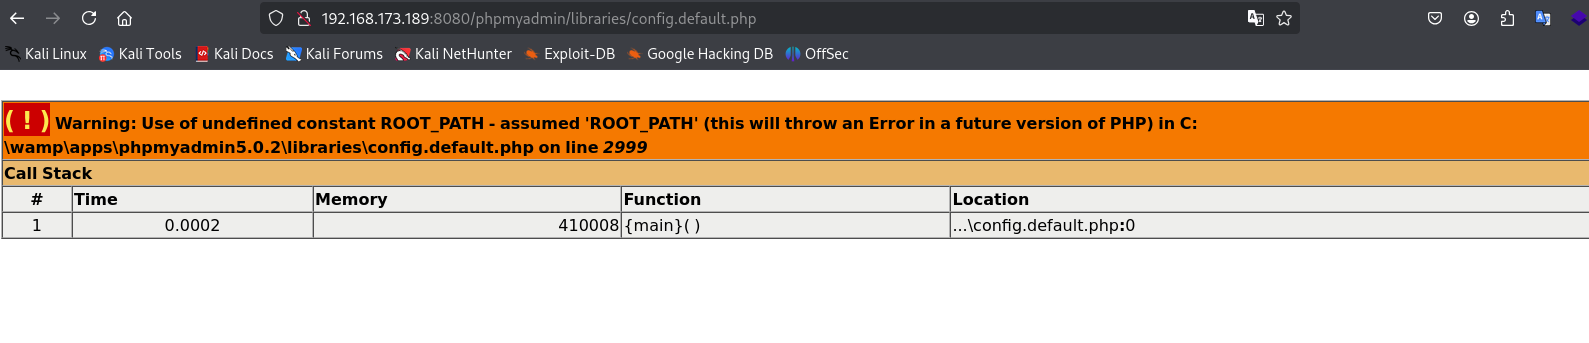 192.168.173.189:8080/phpmyadmin/libraries/config.default.php
Kali Linux Kali Tools Kali Docs Kali Forums Kali NetHunter Exploit-DB Google Hacking DB OffSec
( ! ) Warning: Use of undefined constant ROOT_PATH - assumed 'ROOT_PATH' (this will throw an Error in a future version of PHP) in C:
\wamp\apps\phpmyadmin5.0.2\libraries\config.default.php on line 2999
Call Stack
# Time Memory Function Location
1 0.0002 410008 {main}( ) ...\config.default.php:0